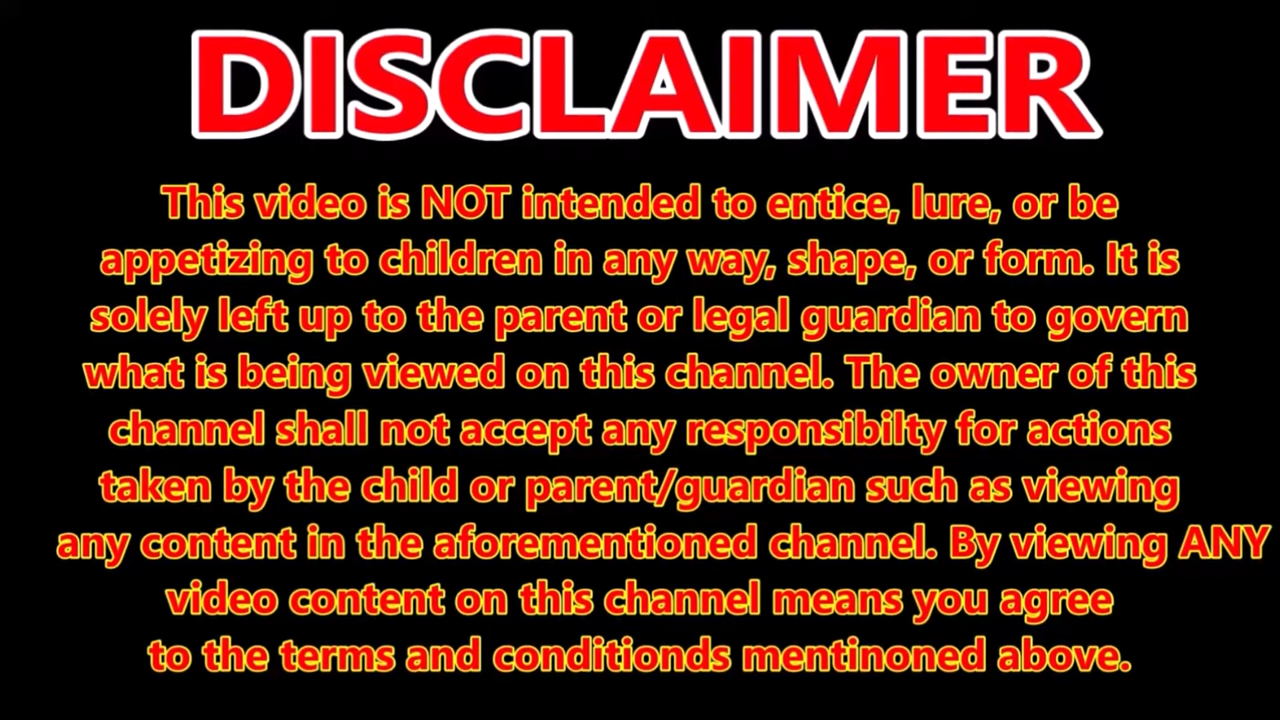 DISCLAIMER
This video is NOT intended to entice, lure, or be
appetizing to children in any way, shape, or form. It is
solely left up to the parent or legal guardian to govern
what is being viewed on this channel. The owner of this
channel shall not accept any responsibilty for actions
taken by the child or parent/guardian such as viewing
any content in the aforementioned channel. By viewing ANY
video content on this channel means you agree
to the terms and conditionds mentinoned above.